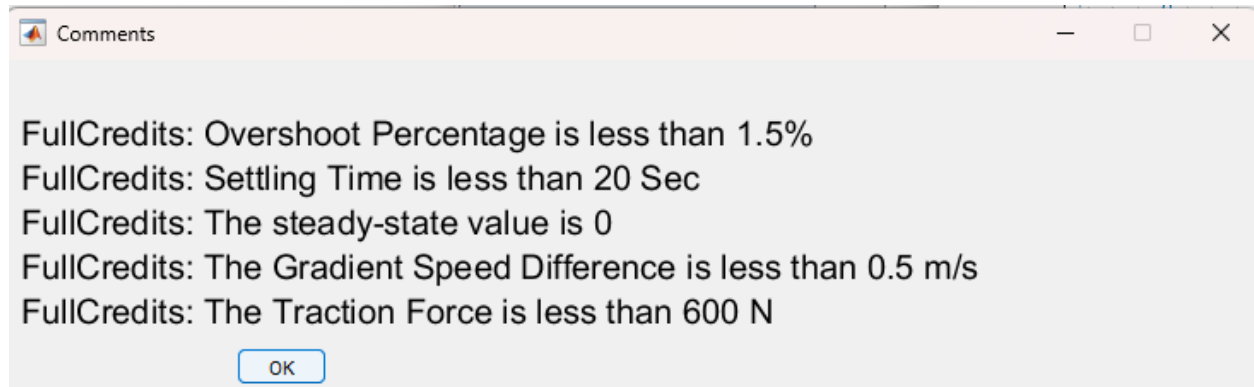 Comments
FullCredits: Overshoot Percentage is less than 1.5%
FullCredits: Settling Time is less than 20 Sec
FullCredits: The steady-state value is 0
FullCredits: The Gradient Speed Difference is less than 0.5 m/s
FullCredits: The Traction Force is less than 600 N
OK